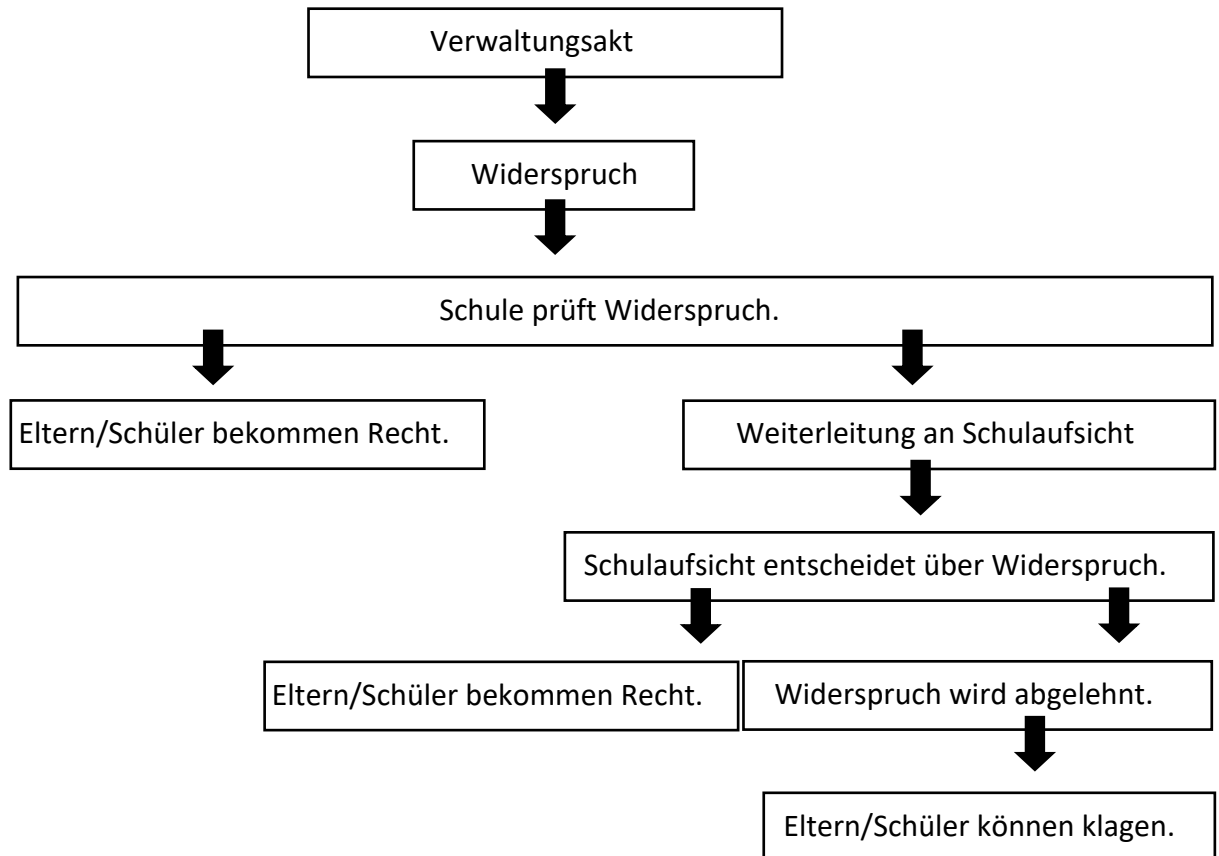 Verwaltungsakt
Widerspruch
Schule prüft Widerspruch.
Eltern/Schüler bekommen Recht.
Weiterleitung an Schulaufsicht
Schulaufsicht entscheidet über Widerspruch.
Eltern/Schüler bekommen Recht.
Widerspruch wird abgelehnt.
Eltern/Schüler können klagen.